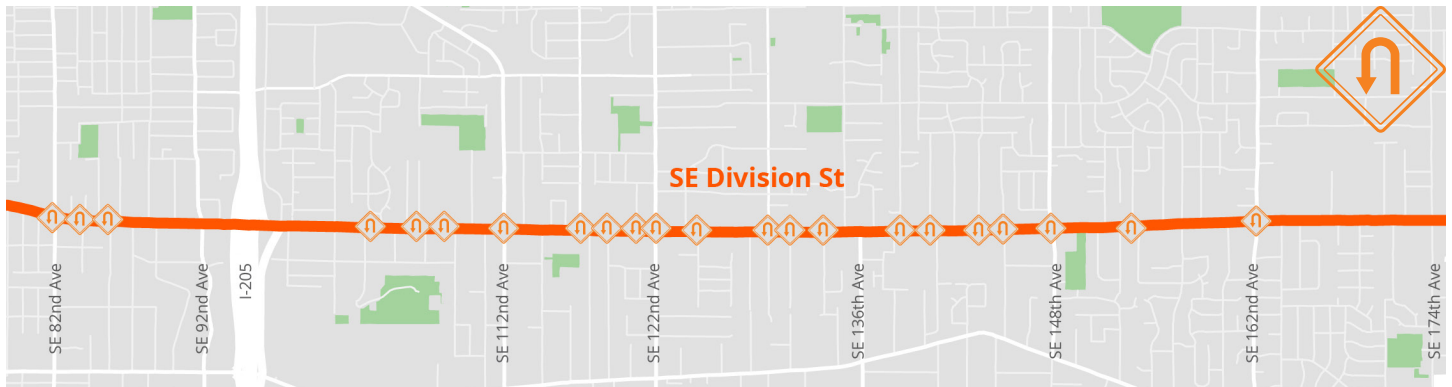 SE Division St
SE 82nd Ave
SE 92nd Ave
I-205
SE 112nd Ave
SE 122nd Ave
SE 136th Ave
SE 148th Ave
SE 162nd Ave
SE 174th Ave